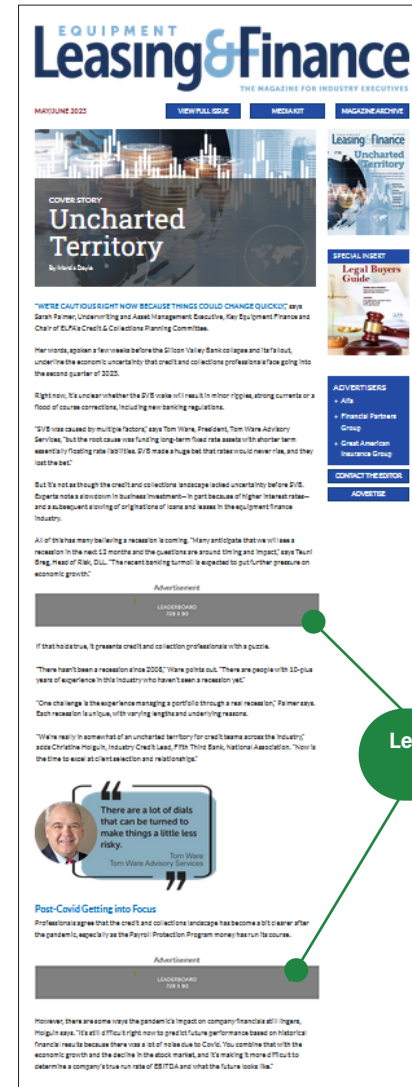 EQUIPMENT
Leasing&Finance
THE MAGAZINE FOR INDUSTRY EXECUTIVES
MAY/JUNE 2023
VIEW FULL ISSUE
MEDIA KIT
MAGAZINE ARCHIVE
COVER STORY
Uncharted
Territory
By Marcia Doyle
Leasing&Finance
Uncharted
Territory
SPECIAL INSERT
Legal Buyers
Guide
ADVERTISERS
Alfa
Financial Partners
Group
Great American
Insurance Group
CONTACT THE EDITOR
ADVERTISE
"WE'RE CAUTIOUS RIGHT NOW BECAUSE THINGS COULD CHANGE QUICKLY," says
Sarah Palmer, Underwriting and Asset Management Executive, Key Equipment Finance and
Chair of ELFA's Credit & Collections Planning Committee.
Her words, spoken a few weeks before the Silicon Valley Bank collapse and its fallout,
underline the economic uncertainty that credit and collections professionals face going into
the second quarter of 2023.
Right now, it's unclear whether the SVB wake will result in minor ripples, strong currents or a
flood of course corrections, including new banking regulations.
"SVB was caused by multiple factors," says Tom Ware, President, Tom Ware Advisory
Services, "but the root cause was funding long-term fixed rate assets with shorter term
essentially floating rate liabilities. SVB made a huge bet that rates would never rise, and they
lost the bet."
But it's not as though the credit and collections landscape lacked uncertainty before SVB.
Experts note a slowdown in business investment—in part because of higher interest rates—
and a subsequent slowing of originations of loans and leases in the equipment finance
industry.
All of this has many believing a recession is coming. "Many anticipate that we will see a
recession in the next 12 months and the questions are around timing and impact," says Teuni
Breg, Head of Risk, DLL. "The recent banking turmoil is expected to put further pressure on
economic growth."
Advertisement
LEADERBOARD
728 X 90
If that holds true, it presents credit and collection professionals with a puzzle.
"There hasn't been a recession since 2008," Ware points out. "There are people with 10-plus
years of experience in this industry who haven't seen a recession yet."
"One challenge is the experience managing a portfolio through a real recession," Palmer says.
Each recession is unique, with varying lengths and underlying reasons.
"We're really in somewhat of an uncharted territory for credit teams across the industry,"
adds Christine Holguin, Industry Credit Lead, Fifth Third Bank, National Association. "Now is
the time to excel at client selection and relationships."
Le
There are a lot of dials
that can be turned to
make things a little less
risky.
Tom Ware
Tom Ware Advisory Services
Post-Covid Getting into Focus
Professionals agree that the credit and collections landscape has become a bit clearer after
the pandemic, especially as the Payroll Protection Program money has run its course.
Advertisement
LEADERBOARD
728 X 90
However, there are some ways the pandemic's impact on company financials still lingers,
Holguin says. "It's still difficult right now to predict future performance based on historical
financial results because there was a lot of noise due to Covid. You combine that with the
economic growth and the decline in the stock market, and it's making it more difficult to
determine a company's true run rate of EBITDA and what the future looks like."